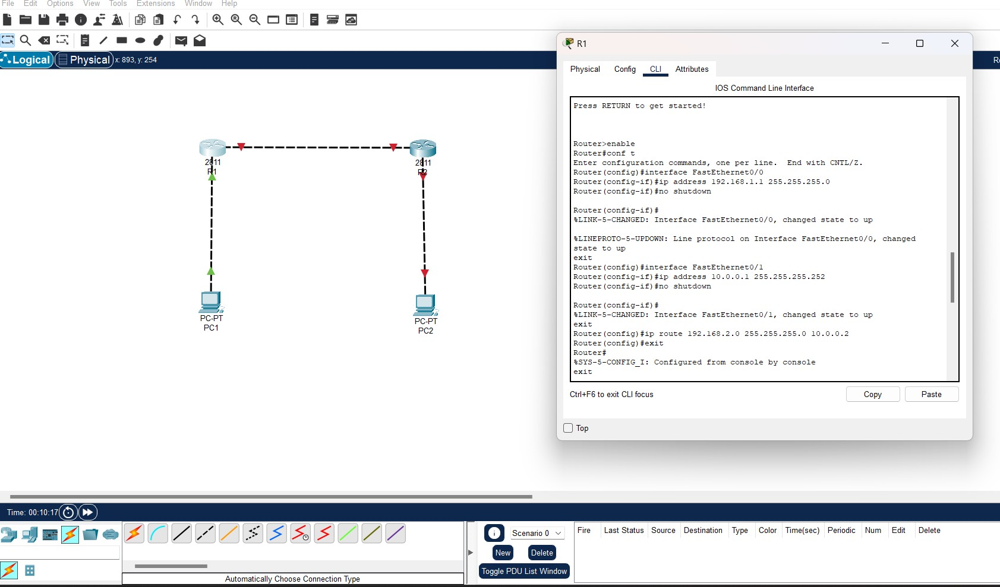 File Edit Options View Tools Extensions Window Help
Logical Physical x: 893, y: 254
R1
Physical Config CLI Attributes
IOS Command Line Interface
Press RETURN to get started!
Router>enable
Router#conf t
Enter configuration commands, one per line. End with CNTL/Z.
Router(config)#interface FastEthernet0/0
Router(config-if)#ip address 192.168.1.1 255.255.255.0
Router(config-if)#no shutdown
Router(config-if)#
%LINK-5-CHANGED: Interface FastEthernet0/0, changed state to up
%LINEPROTO-5-UPDOWN: Line protocol on Interface FastEthernet0/0, changed
state to up
exit
Router(config)#interface FastEthernet0/1
Router(config-if)#ip address 10.0.0.1 255.255.255.252
Router(config-if)#no shutdown
Router(config-if)#
%LINK-5-CHANGED: Interface FastEthernet0/1, changed state to up
exit
Router(config)#ip route 192.168.2.0 255.255.255.0 10.0.0.2
Router(config)#exit
Router#
%SYS-5-CONFIG_I: Configured from console by console
exit
Ctrl+F6 to exit CLI focus
Copy Paste
Top
2811
R1
2811
R2
PC-PT
PC1
PC-PT
PC2
Time: 00:10:17
Automatically Choose Connection Type
Scenario 0
New Delete
Toggle PDU List Window
Fire Last Status Source Destination Type Color Time(sec) Periodic Num Edit Delete